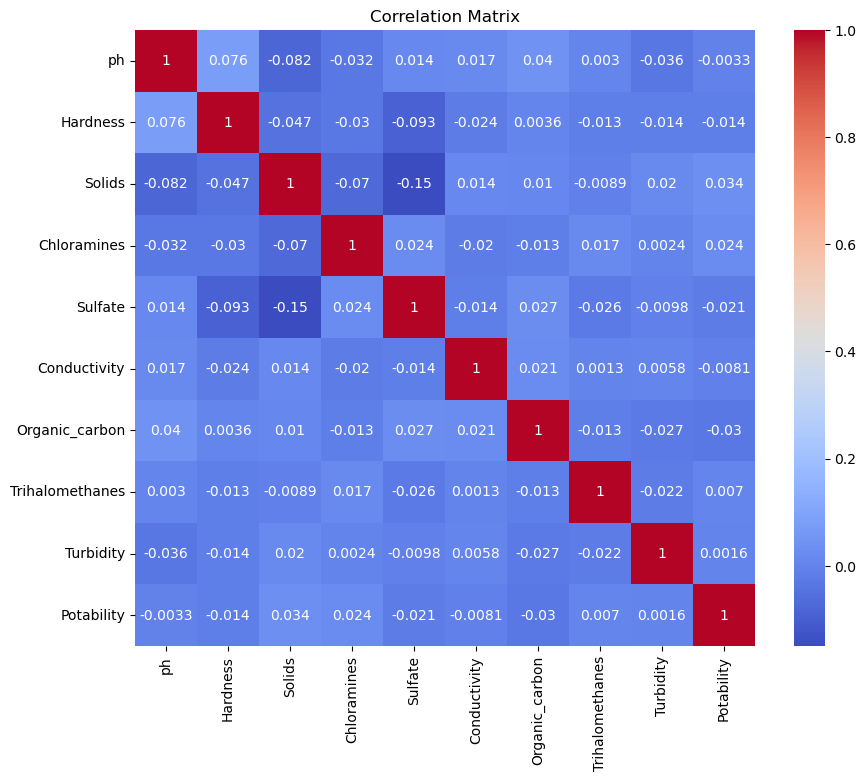 Correlation Matrix
ph 1 0.076 -0.082 -0.032 0.014 0.017 0.04 0.003 -0.036 -0.0033
Hardness 0.076 1 -0.047 -0.03 -0.093 -0.024 0.0036 -0.013 -0.014 -0.014
Solids -0.082 -0.047 1 -0.07 -0.15 0.014 0.01 -0.0089 0.02 0.034
Chloramines -0.032 -0.03 -0.07 1 0.024 -0.02 -0.013 0.017 0.0024 0.024
Sulfate 0.014 -0.093 -0.15 0.024 1 -0.014 0.027 -0.026 -0.0098 -0.021
Conductivity 0.017 -0.024 0.014 -0.02 -0.014 1 0.021 0.0013 0.0058 -0.0081
Organic_carbon 0.04 0.0036 0.01 -0.013 0.027 0.021 1 -0.013 -0.027 -0.03
Trihalomethanes 0.003 -0.013 -0.0089 0.017 -0.026 0.0013 -0.013 1 -0.022 0.007
Turbidity -0.036 -0.014 0.02 0.0024 -0.0098 0.0058 -0.027 -0.022 1 0.0016
Potability -0.0033 -0.014 0.034 0.024 -0.021 -0.0081 -0.03 0.007 0.0016 1
ph
Hardness
Solids
Chloramines
Sulfate
Conductivity
Organic_carbon
Trihalomethanes
Turbidity
Potability
1.0
0.8
0.6
0.4
0.2
0.0